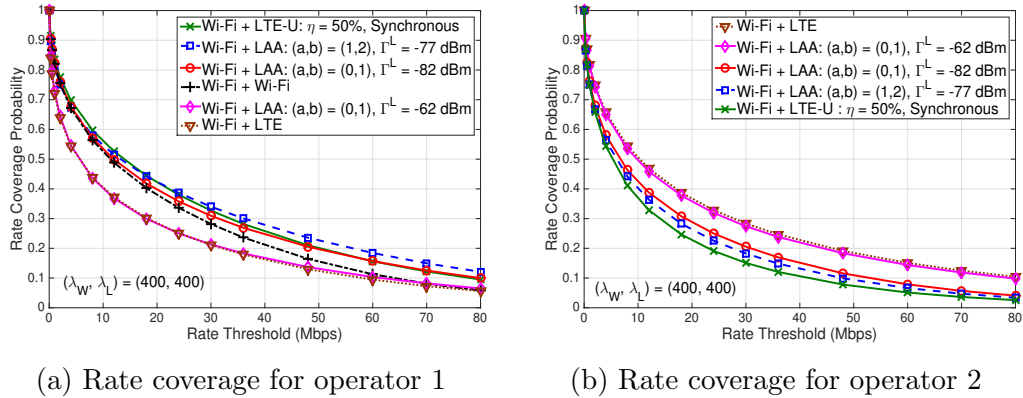 Rate Coverage Probability
1
0.9
0.8
0.7
0.6
0.5
0.4
0.3
0.2
0.1
0
Wi-Fi + LTE-U: η = 50%, Synchronous
Wi-Fi + LAA: (a,b) = (1,2), Γ^L = -77 dBm
Wi-Fi + LAA: (a,b) = (0,1), Γ^L = -82 dBm
Wi-Fi + Wi-Fi
Wi-Fi + LAA: (a,b) = (0,1), Γ^L = -62 dBm
Wi-Fi + LTE
(λ_W, λ_L) = (400, 400)
0 10 20 30 40 50 60 70 80
Rate Threshold (Mbps)
(a) Rate coverage for operator 1
Rate Coverage Probability
1
0.9
0.8
0.7
0.6
0.5
0.4
0.3
0.2
0.1
0
Wi-Fi + LTE
Wi-Fi + LAA: (a,b) = (0,1), Γ^L = -62 dBm
Wi-Fi + LAA: (a,b) = (0,1), Γ^L = -82 dBm
Wi-Fi + LAA: (a,b) = (1,2), Γ^L = -77 dBm
Wi-Fi + LTE-U : η = 50%, Synchronous
(λ_W, λ_L) = (400, 400)
0 10 20 30 40 50 60 70 80
Rate Threshold (Mbps)
(b) Rate coverage for operator 2